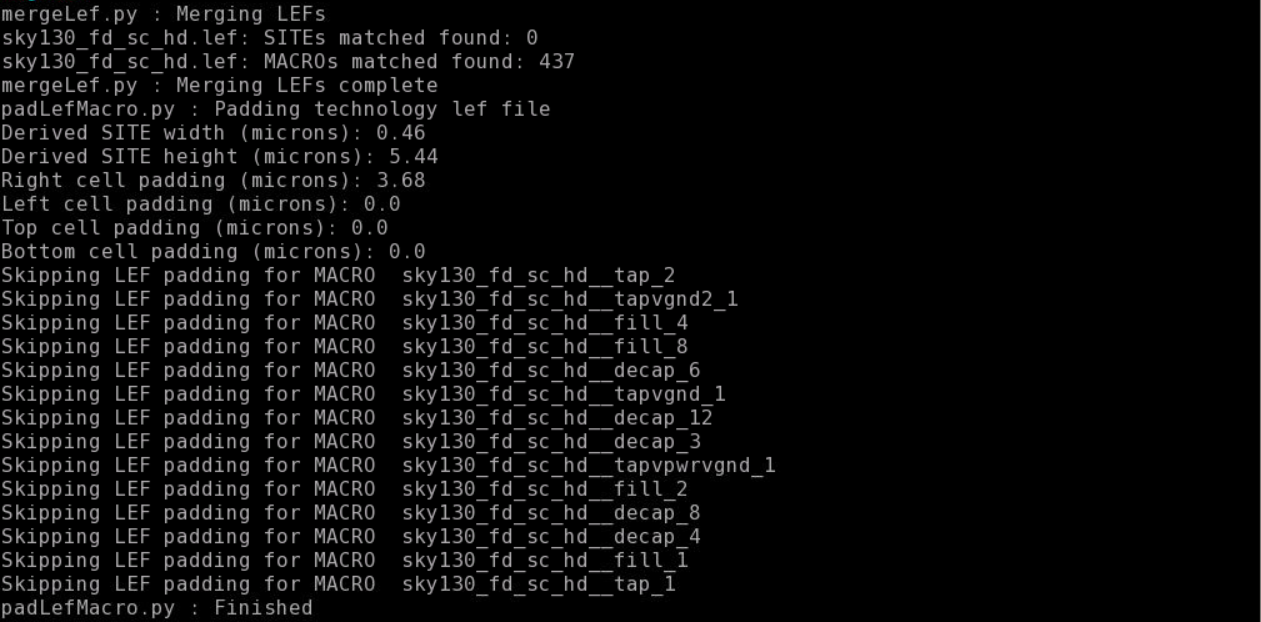 mergeLef.py : Merging LEFs
sky130_fd_sc_hd.lef: SITEs matched found: 0
sky130_fd_sc_hd.lef: MACROs matched found: 437
mergeLef.py : Merging LEFs complete
padLefMacro.py : Padding technology lef file
Derived SITE width (microns): 0.46
Derived SITE height (microns): 5.44
Right cell padding (microns): 3.68
Left cell padding (microns): 0.0
Top cell padding (microns): 0.0
Bottom cell padding (microns): 0.0
Skipping LEF padding for MACRO  sky130_fd_sc_hd__tap_2
Skipping LEF padding for MACRO  sky130_fd_sc_hd__tapvgnd2_1
Skipping LEF padding for MACRO  sky130_fd_sc_hd__fill_4
Skipping LEF padding for MACRO  sky130_fd_sc_hd__fill_8
Skipping LEF padding for MACRO  sky130_fd_sc_hd__decap_6
Skipping LEF padding for MACRO  sky130_fd_sc_hd__tapvgnd_1
Skipping LEF padding for MACRO  sky130_fd_sc_hd__decap_12
Skipping LEF padding for MACRO  sky130_fd_sc_hd__decap_3
Skipping LEF padding for MACRO  sky130_fd_sc_hd__tapvpwrvgnd_1
Skipping LEF padding for MACRO  sky130_fd_sc_hd__fill_2
Skipping LEF padding for MACRO  sky130_fd_sc_hd__decap_8
Skipping LEF padding for MACRO  sky130_fd_sc_hd__decap_4
Skipping LEF padding for MACRO  sky130_fd_sc_hd__fill_1
Skipping LEF padding for MACRO  sky130_fd_sc_hd__tap_1
padLefMacro.py : Finished